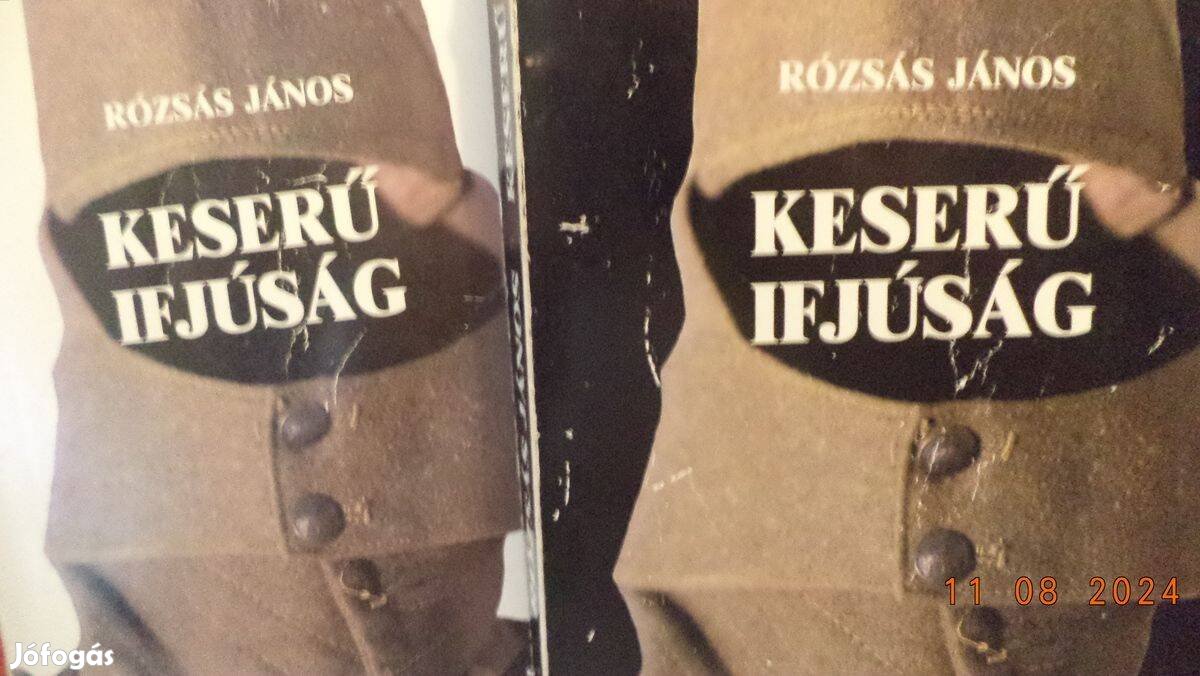 RÓZSÁS JÁNOS
KESERŰ
IFJÚSÁG
RÓZSÁS JÁNOS
KESERŰ
IFJÚSÁG
11 08 2024
Jófogás